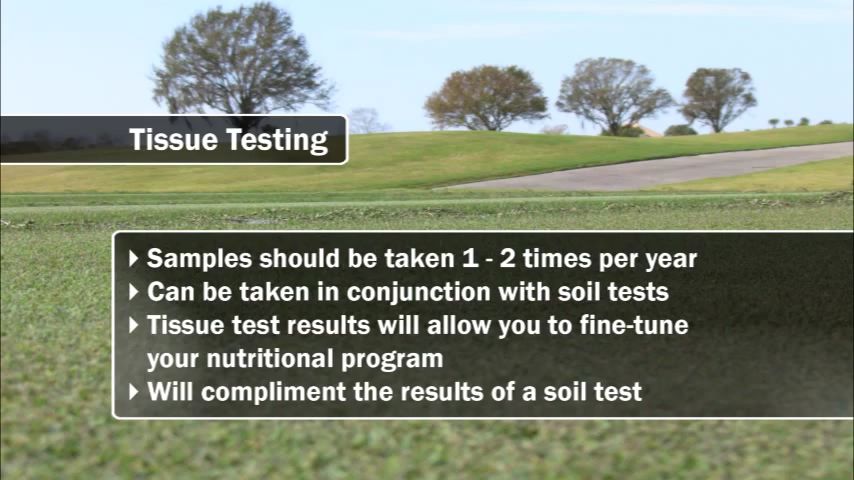 Tissue Testing
Samples should be taken 1 - 2 times per year
Can be taken in conjunction with soil tests
Tissue test results will allow you to fine-tune
your nutritional program
Will compliment the results of a soil test